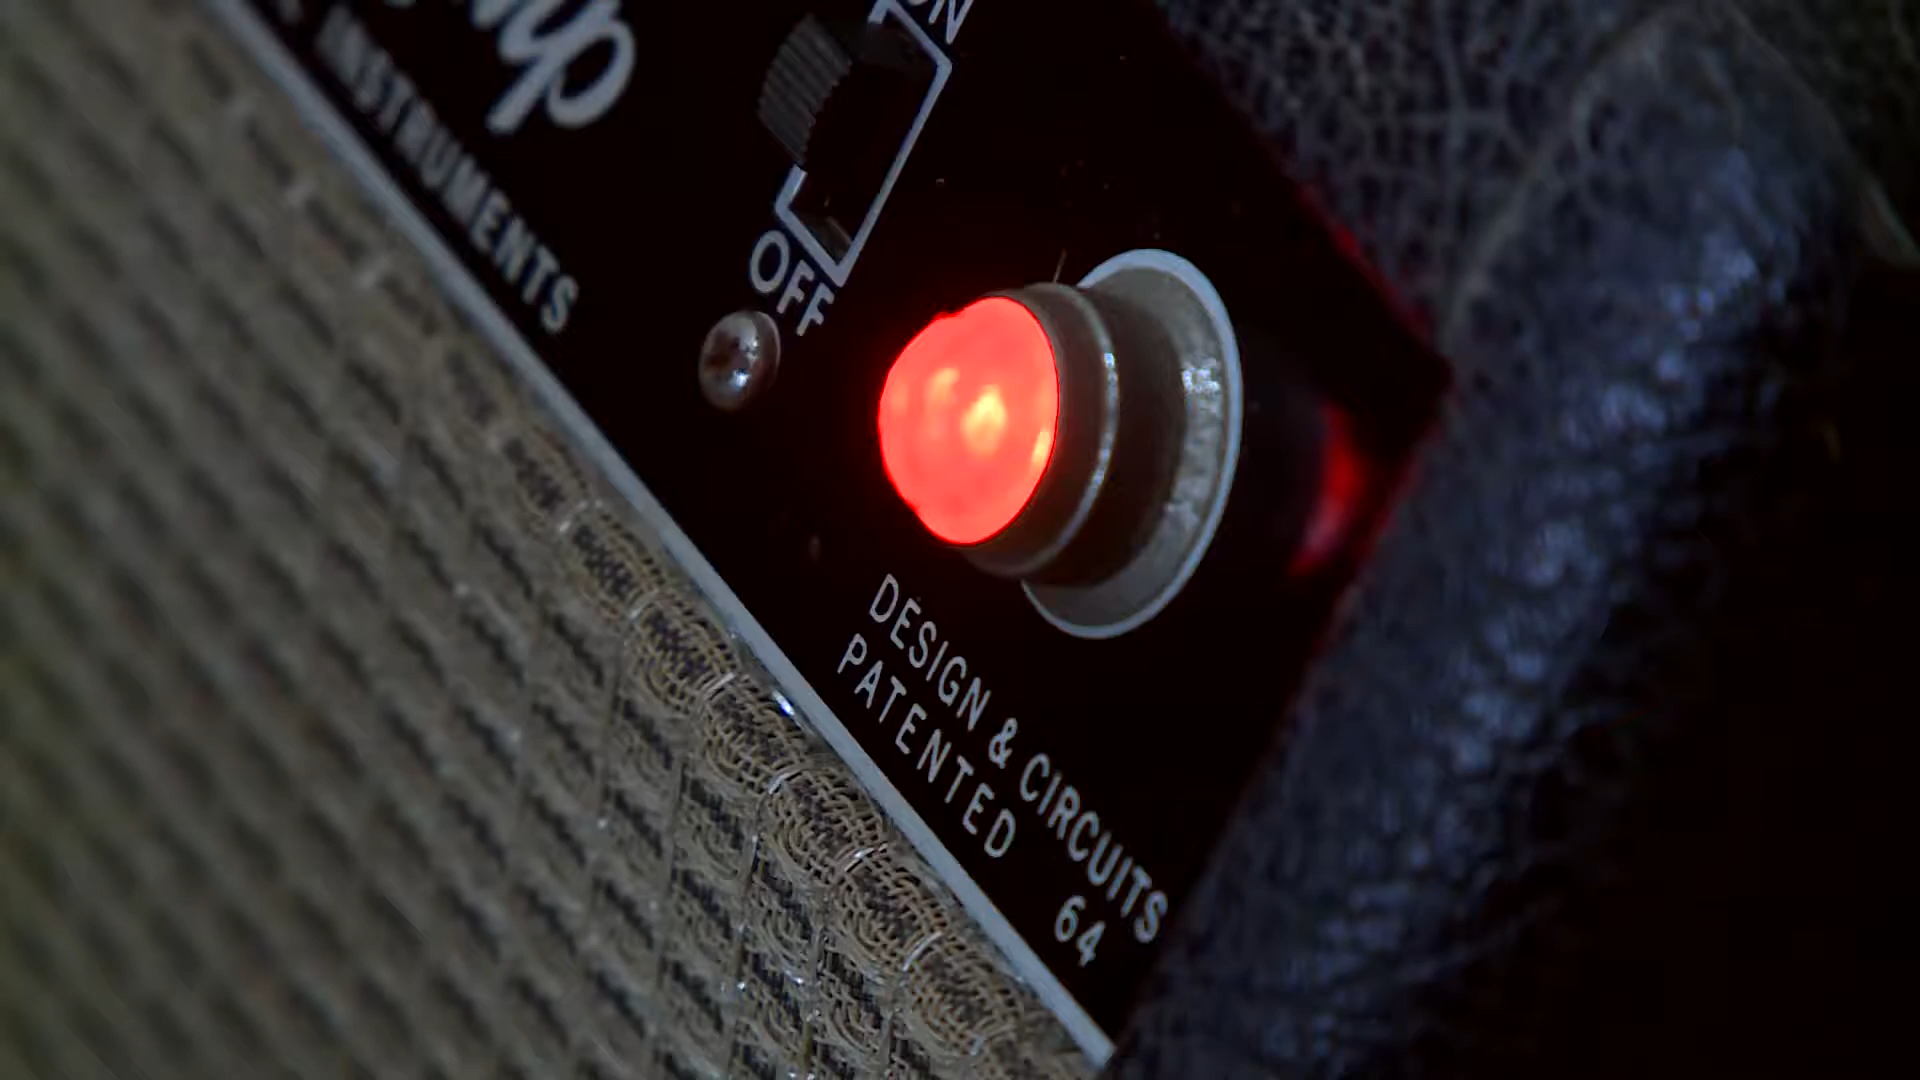 INSTRUMENTS
ON
OFF
DESIGN & CIRCUITS
PATENTED 64